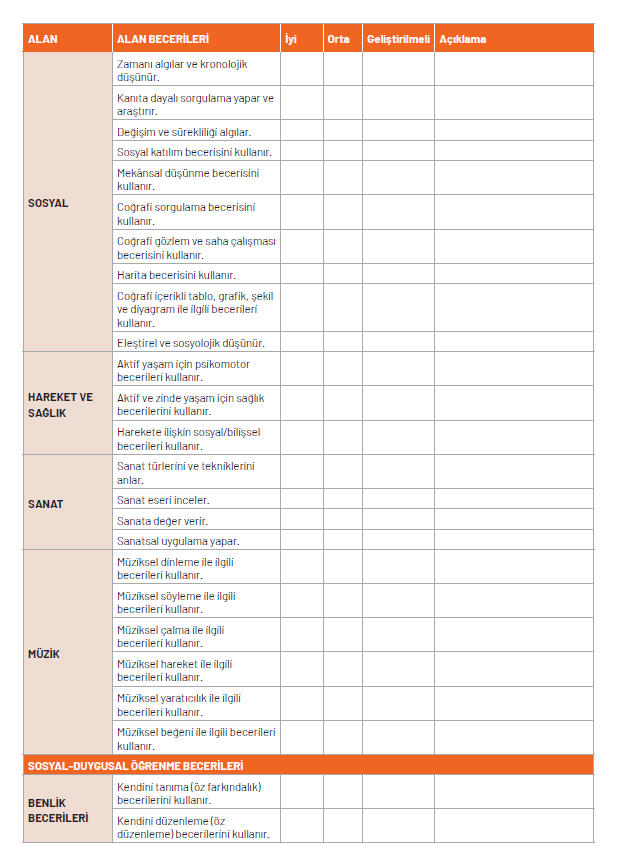 ALAN ALAN BECERİLERİ İyi Orta Geliştirilmeli Açıklama
SOSYAL
Zamanı algılar ve kronolojik
düşünür.
Kanıta dayalı sorgulama yapar ve
araştırır.
Değişim ve sürekliliği algılar.
Sosyal katılım becerisini kullanır.
Mekânsal düşünme becerisini
kullanır.
Coğrafi sorgulama becerisini
kullanır.
Coğrafi gözlem ve saha çalışması
becerisini kullanır.
Harita becerisini kullanır.
Coğrafi içerikli tablo, grafik, şekil
ve diyagram ile ilgili becerileri
kullanır.
Eleştirel ve sosyolojik düşünür.
HAREKET VE
SAĞLIK
Aktif yaşam için psikomotor
becerileri kullanır.
Aktif ve zinde yaşam için sağlık
becerilerini kullanır.
Harekete ilişkin sosyal/bilişsel
becerileri kullanır.
SANAT
Sanat türlerini ve tekniklerini
anlar.
Sanat eseri inceler.
Sanata değer verir.
Sanatsal uygulama yapar.
MÜZİK
Müziksel dinleme ile ilgili
becerileri kullanır.
Müziksel söyleme ile ilgili
becerileri kullanır.
Müziksel çalma ile ilgili
becerileri kullanır.
Müziksel hareket ile ilgili
becerileri kullanır.
Müziksel yaratıcılık ile ilgili
becerileri kullanır.
Müziksel beğeni ile ilgili becerileri
kullanır.
SOSYAL-DUYGUSAL ÖĞRENME BECERİLERİ
BENLİK
BECERİLERİ
Kendini tanıma (öz farkındalık)
becerilerini kullanır.
Kendini düzenleme (öz
düzenleme) becerilerini kullanır.